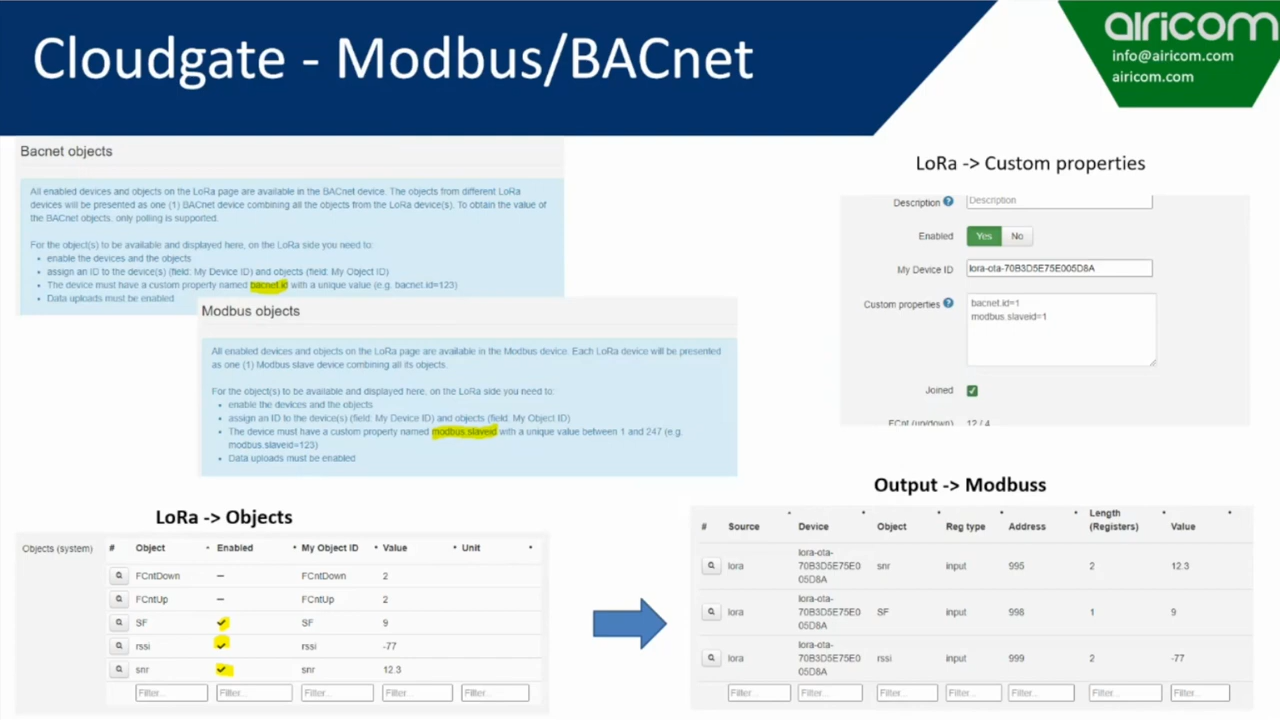 Cloudgate - Modbus/BACnet
airicom
info@airicom.com
airicom.com
Bacnet objects
All enabled devices and objects on the LoRa page are available in the BACnet device. The objects from different LoRa
devices will be presented as one (1) BACnet device combining all the objects from the LoRa device(s). To obtain the value of
the BACnet objects, only polling is supported.
For the object(s) to be available and displayed here, on the LoRa side you need to:
• enable the devices and the objects
• assign an ID to the device(s) (field: My Device ID) and objects (field: My Object ID)
• The device must have a custom property named bacnet.id with a unique value (e.g. bacnet.id=123)
• Data uploads must be enabled
Modbus objects
All enabled devices and objects on the LoRa page are available in the Modbus device. Each LoRa device will be presented
as one (1) Modbus slave device combining all its objects.
For the object(s) to be available and displayed here, on the LoRa side you need to:
• enable the devices and the objects
• assign an ID to the device(s) (field: My Device ID) and objects (field: My Object ID)
• The device must have a custom property named modbus.slaveid with a unique value between 1 and 247 (e.g.
modbus.slaveid=123)
• Data uploads must be enabled
LoRa -> Custom properties
Description Description
Enabled Yes No
My Device ID lora-ota-70B3D5E75E005D8A
Custom properties bacnet.id=1
modbus.slaveid=1
Joined
FCnt (up/down) 12 / 4
LoRa -> Objects
Objects (system) # Object Enabled My Object ID Value Unit
FCntDown – FCntDown 2
FCntUp – FCntUp 2
SF SF 9
rssi rssi -77
snr snr 12.3
Filter... Filter... Filter... Filter... Filter...
Output -> Modbuss
# Source Device Object Reg type Address Length (Registers) Value
lora lora-ota-70B3D5E75E005D8A snr input 995 2 12.3
lora lora-ota-70B3D5E75E005D8A SF input 998 1 9
lora lora-ota-70B3D5E75E005D8A rssi input 999 2 -77
Filter... Filter... Filter... Filter... Filter... Filter... Filter...